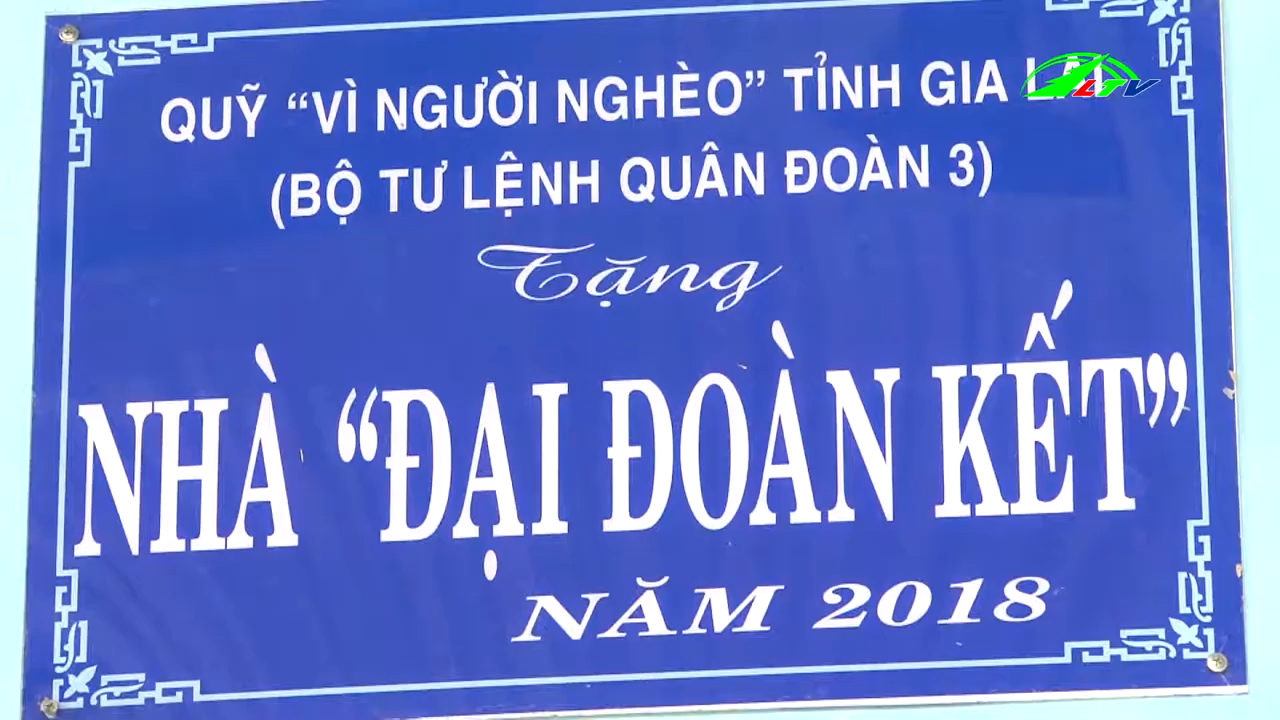 QUỸ “VÌ NGƯỜI NGHÈO” TỈNH GIA LAI
LTV
(BỘ TƯ LỆNH QUÂN ĐOÀN 3)
Tặng
NHÀ “ĐẠI ĐOÀN KẾT”
NĂM 2018